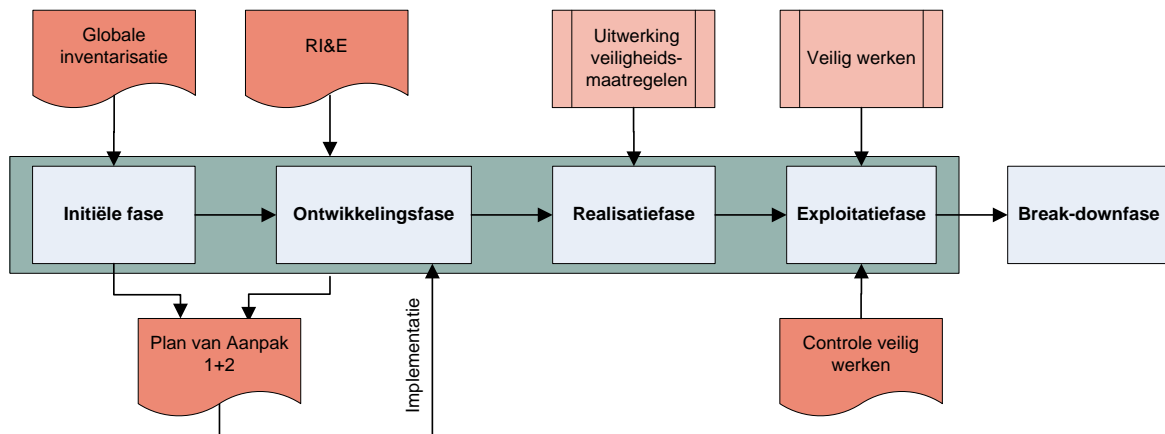 Globale
inventarisatie
RI&E
Uitwerking
veiligheids-
maatregelen
Veilig werken
Initiële fase
Ontwikkelingsfase
Realisatiefase
Exploitatiefase
Break-downfase
Plan van Aanpak
1+2
Implementatie
Controle veilig
werken